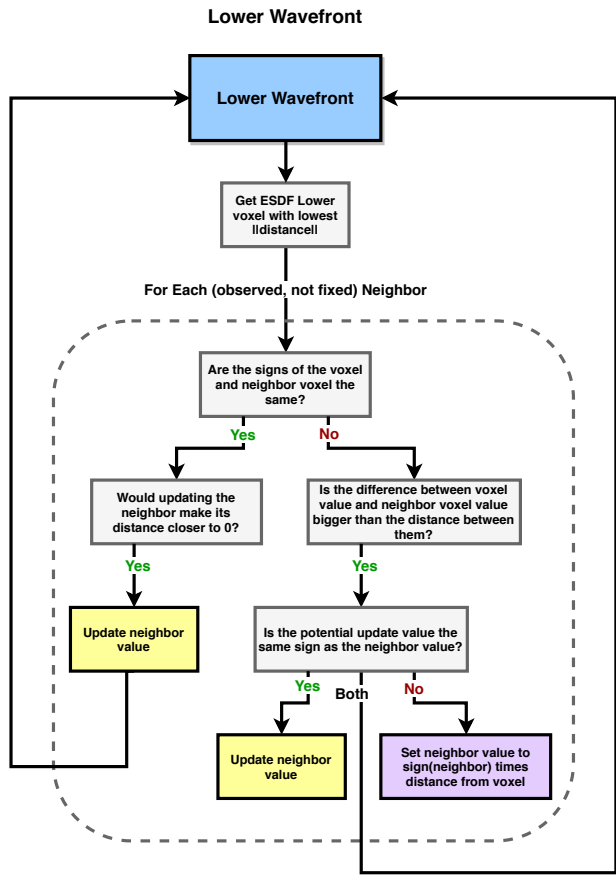 Lower Wavefront
Lower Wavefront
Get ESDF Lower
voxel with lowest
||distance||
For Each (observed, not fixed) Neighbor
Are the signs of the voxel
and neighbor voxel the
same?
Yes
No
Would updating the
neighbor make its
distance closer to 0?
Is the difference between voxel
value and neighbor voxel value
bigger than the distance between
them?
Yes
Yes
Update neighbor
value
Is the potential update value the
same sign as the neighbor value?
Yes
Both
No
Update neighbor
value
Set neighbor value to
sign(neighbor) times
distance from voxel